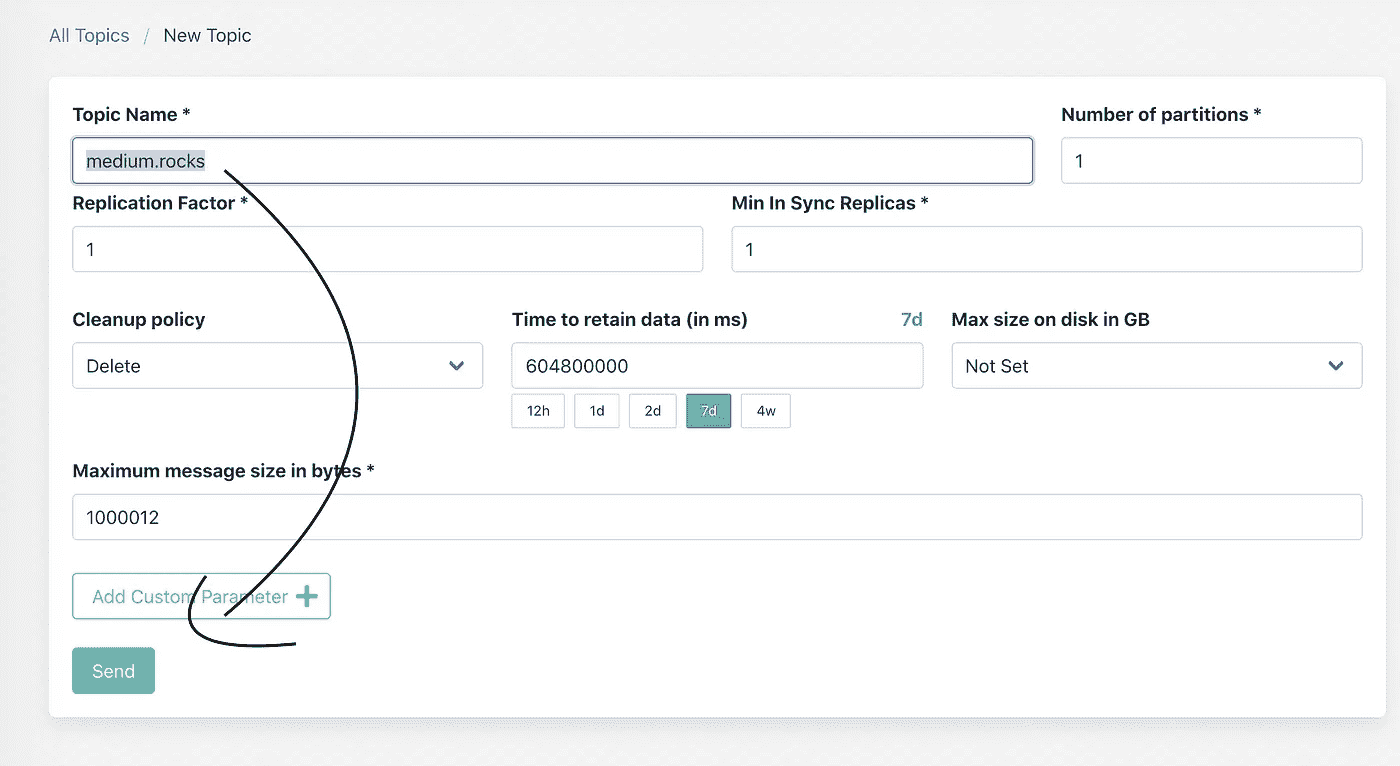 All Topics / New Topic
Topic Name * Number of partitions *
medium.rocks 1
Replication Factor * Min In Sync Replicas *
1 1
Cleanup policy Time to retain data (in ms) 7d Max size on disk in GB
Delete 604800000 Not Set
12h 1d 2d 7d 4w
Maximum message size in bytes *
1000012
Add Custom Parameter +
Send